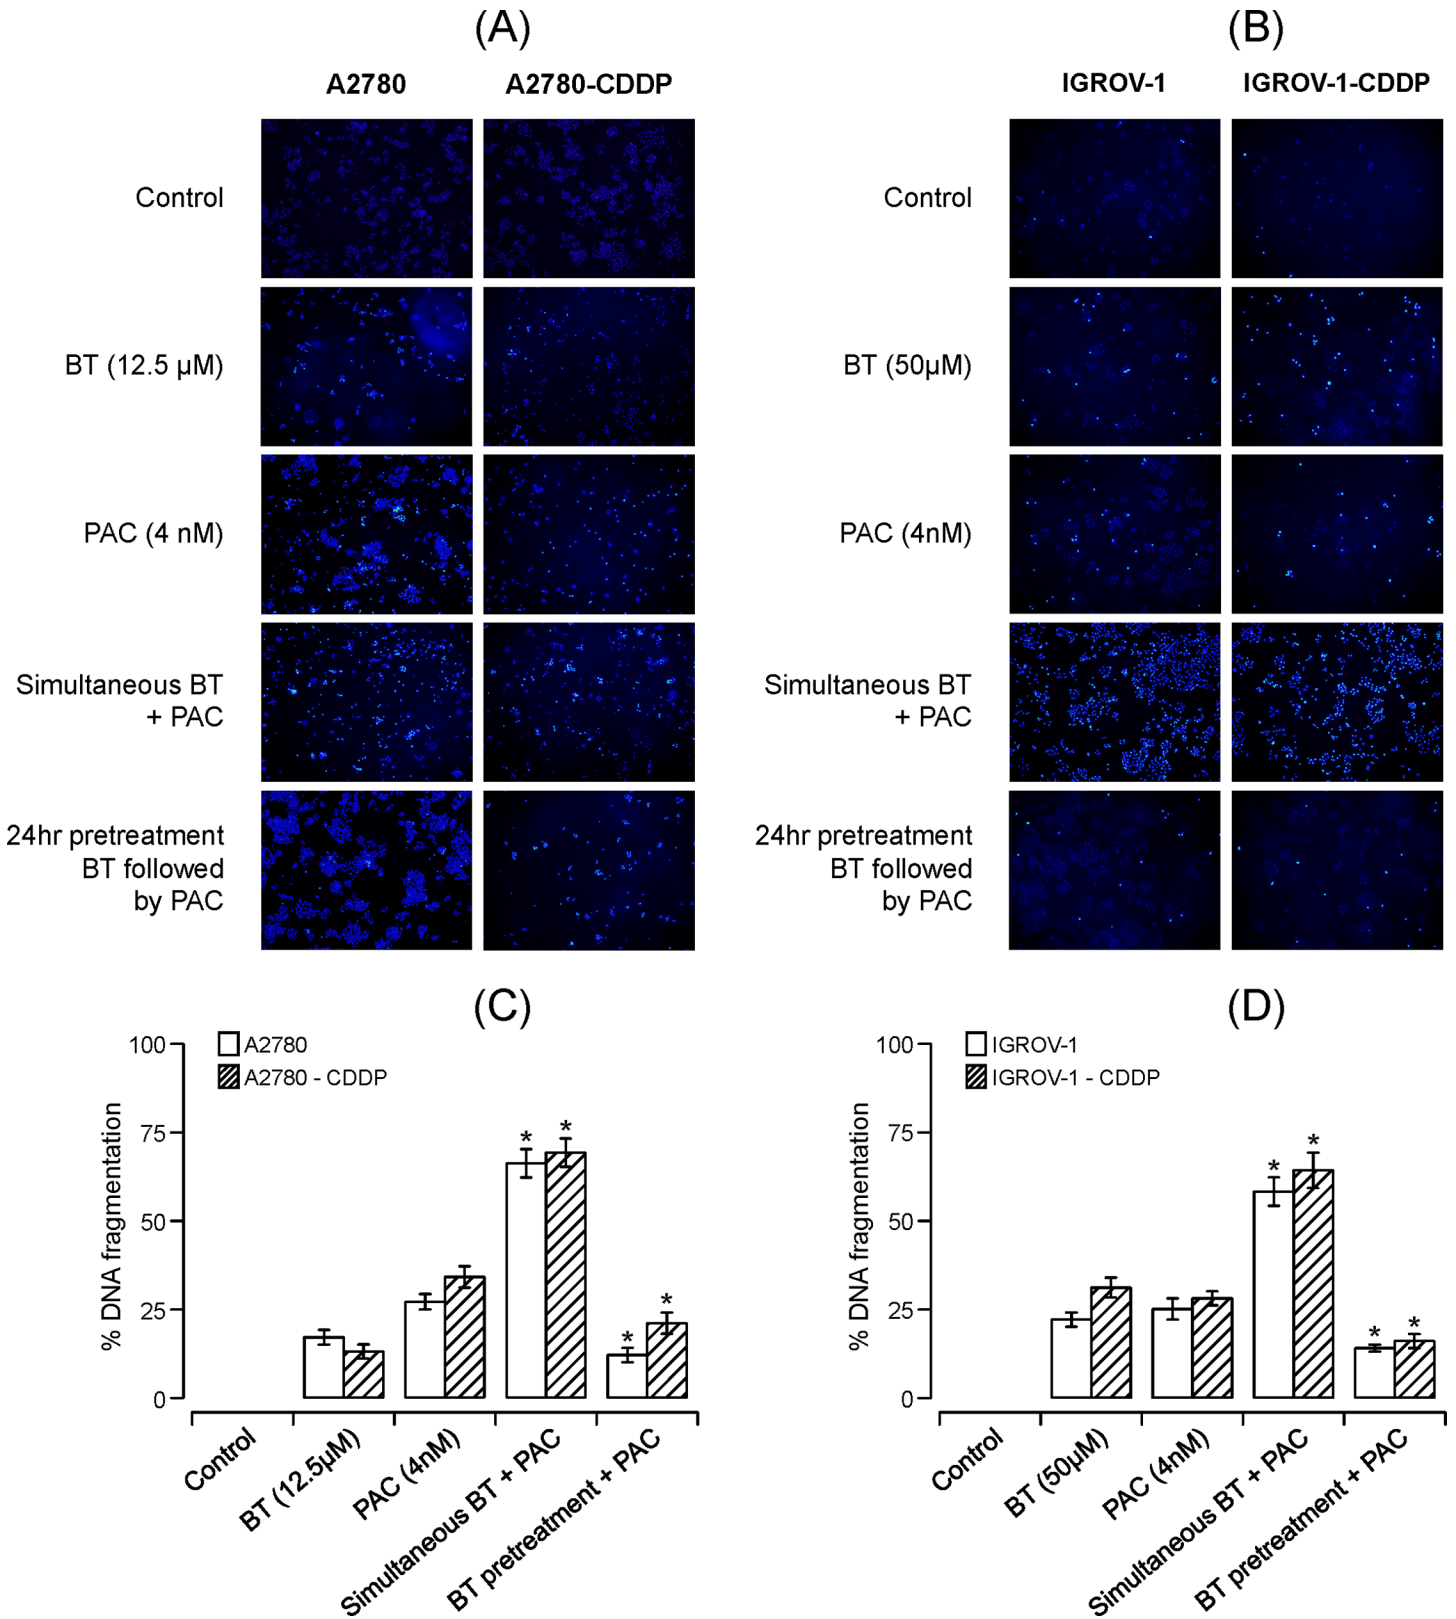 (A)
(B)
A2780
A2780-CDDP
IGROV-1
IGROV-1-CDDP
Control
Control
BT (12.5 µM)
BT (50µM)
PAC (4 nM)
PAC (4nM)
Simultaneous BT
+ PAC
Simultaneous BT
+ PAC
24hr pretreatment
BT followed
by PAC
24hr pretreatment
BT followed
by PAC
(C)
100
75
50
25
0
% DNA fragmentation
A2780
A2780 - CDDP
* *
* *
Control
BT (12.5µM)
PAC (4nM)
Simultaneous BT + PAC
BT pretreatment + PAC
(D)
100
75
50
25
0
% DNA fragmentation
IGROV-1
IGROV-1 - CDDP
* *
* *
Control
BT (50µM)
PAC (4nM)
Simultaneous BT + PAC
BT pretreatment + PAC